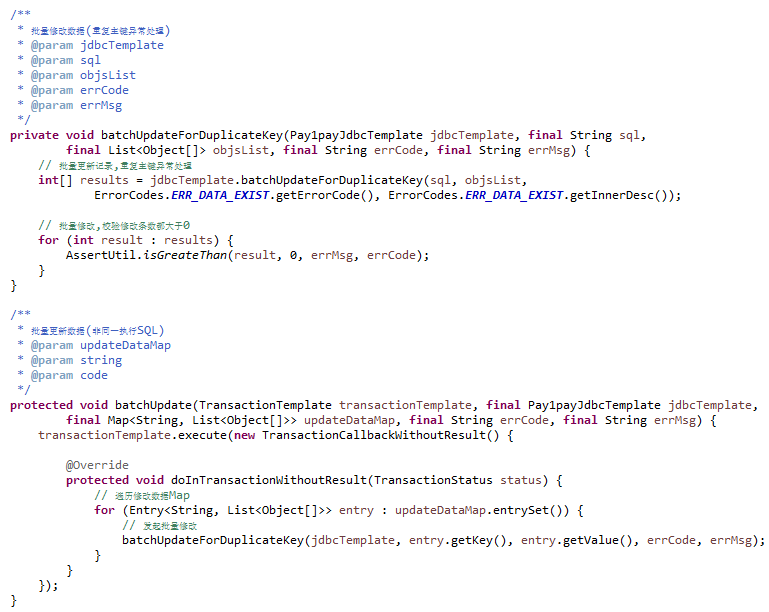 /**
 * 批量修改数据(重复主键异常处理)
 * @param jdbcTemplate
 * @param sql
 * @param objsList
 * @param errCode
 * @param errMsg
 */
private void batchUpdateForDuplicateKey(Pay1payJdbcTemplate jdbcTemplate, final String sql,
        final List<Object[]> objsList, final String errCode, final String errMsg) {
    // 批量更新记录,重复主键异常处理
    int[] results = jdbcTemplate.batchUpdateForDuplicateKey(sql, objsList,
            ErrorCodes.ERR_DATA_EXIST.getErrorCode(), ErrorCodes.ERR_DATA_EXIST.getInnerDesc());

    // 批量修改,校验修改条数都大于0
    for (int result : results) {
        AssertUtil.isGreateThan(result, 0, errMsg, errCode);
    }
}

/**
 * 批量更新数据(非同一执行SQL)
 * @param updateDataMap
 * @param string
 * @param code
 */
protected void batchUpdate(TransactionTemplate transactionTemplate, final Pay1payJdbcTemplate jdbcTemplate,
        final Map<String, List<Object[]>> updateDataMap, final String errCode, final String errMsg) {
    transactionTemplate.execute(new TransactionCallbackWithoutResult() {

        @Override
        protected void doInTransactionWithoutResult(TransactionStatus status) {
            // 遍历修改数据Map
            for (Entry<String, List<Object[]>> entry : updateDataMap.entrySet()) {
                // 发起批量修改
                batchUpdateForDuplicateKey(jdbcTemplate, entry.getKey(), entry.getValue(), errCode, errMsg);
            }
        }
    });
}